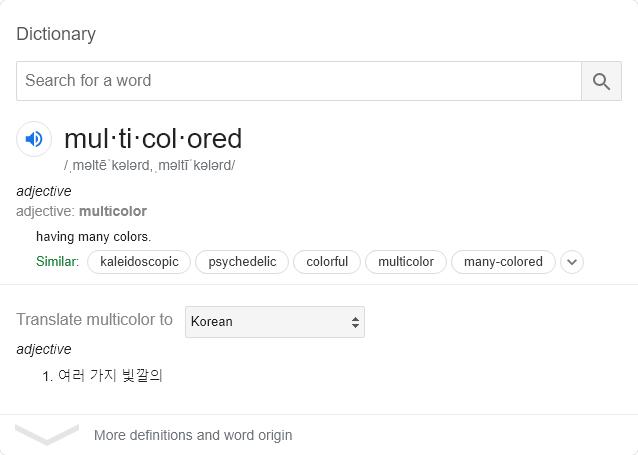 Dictionary
Search for a word
mul·ti·col·ored
/ˌməltēˈkələrd,ˌməltīˈkələrd/
adjective
adjective: multicolor
having many colors.
Similar: kaleidoscopic psychedelic colorful multicolor many-colored
Translate multicolor to Korean
adjective
1. 여러 가지 빛깔의
More definitions and word origin